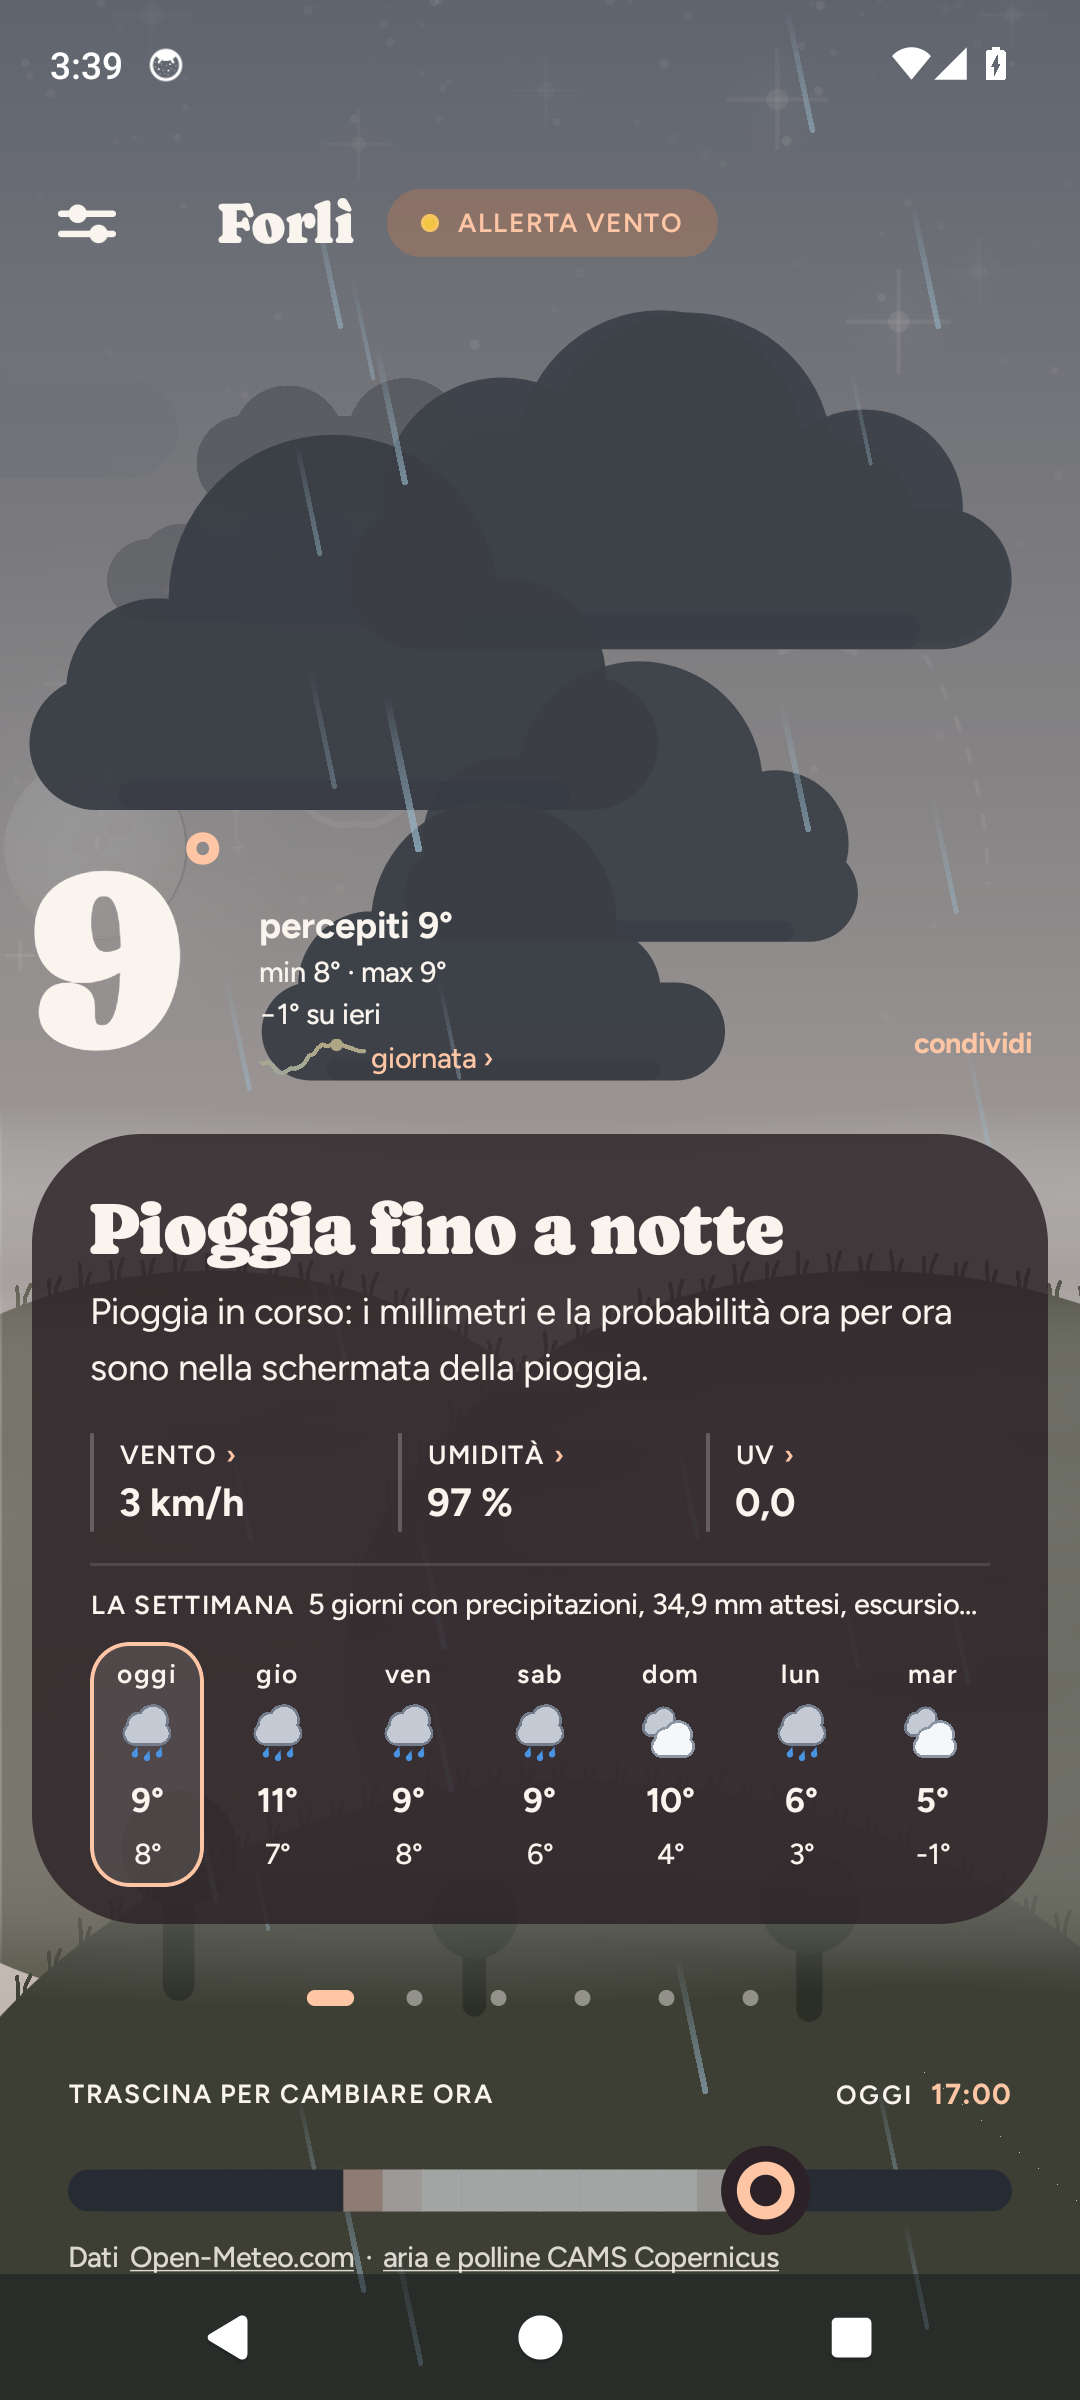 3:39
Forlì
ALLERTA VENTO
9°
percepiti 9°
min 8° · max 9°
−1° su ieri
giornata ›
condividi
Pioggia fino a notte
Pioggia in corso: i millimetri e la probabilità ora per ora
sono nella schermata della pioggia.
VENTO › UMIDITÀ › UV ›
3 km/h 97 % 0,0
LA SETTIMANA 5 giorni con precipitazioni, 34,9 mm attesi, escursio…
oggi gio ven sab dom lun mar
9° 11° 9° 9° 10° 6° 5°
8° 7° 8° 6° 4° 3° -1°
TRASCINA PER CAMBIARE ORA OGGI 17:00
Dati Open-Meteo.com · aria e polline CAMS Copernicus